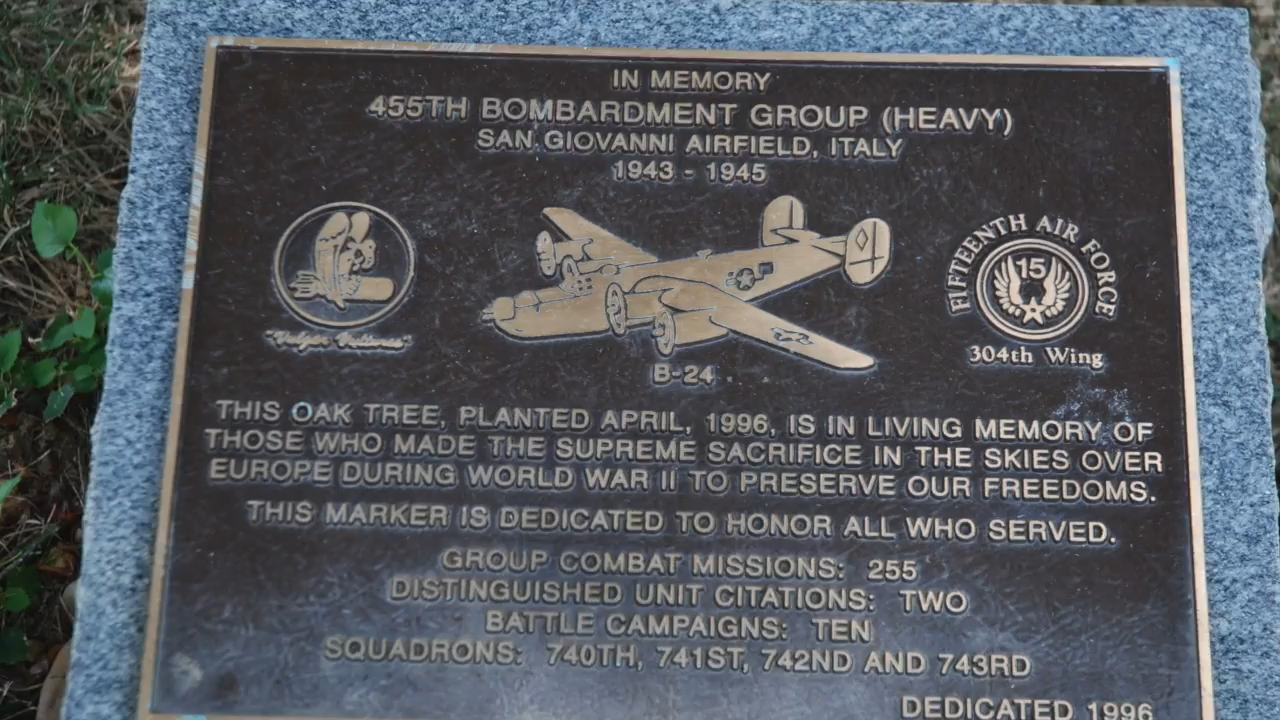 IN MEMORY
455TH BOMBARDMENT GROUP (HEAVY)
SAN GIOVANNI AIRFIELD, ITALY
1943 - 1945
"Vulgar Vultures"
FIFTEENTH AIR FORCE
15
304th Wing
B-24
THIS OAK TREE, PLANTED APRIL, 1996, IS IN LIVING MEMORY OF
THOSE WHO MADE THE SUPREME SACRIFICE IN THE SKIES OVER
EUROPE DURING WORLD WAR II TO PRESERVE OUR FREEDOMS.
THIS MARKER IS DEDICATED TO HONOR ALL WHO SERVED.
GROUP COMBAT MISSIONS: 255
DISTINGUISHED UNIT CITATIONS: TWO
BATTLE CAMPAIGNS: TEN
SQUADRONS: 740TH, 741ST, 742ND AND 743RD
DEDICATED 1996